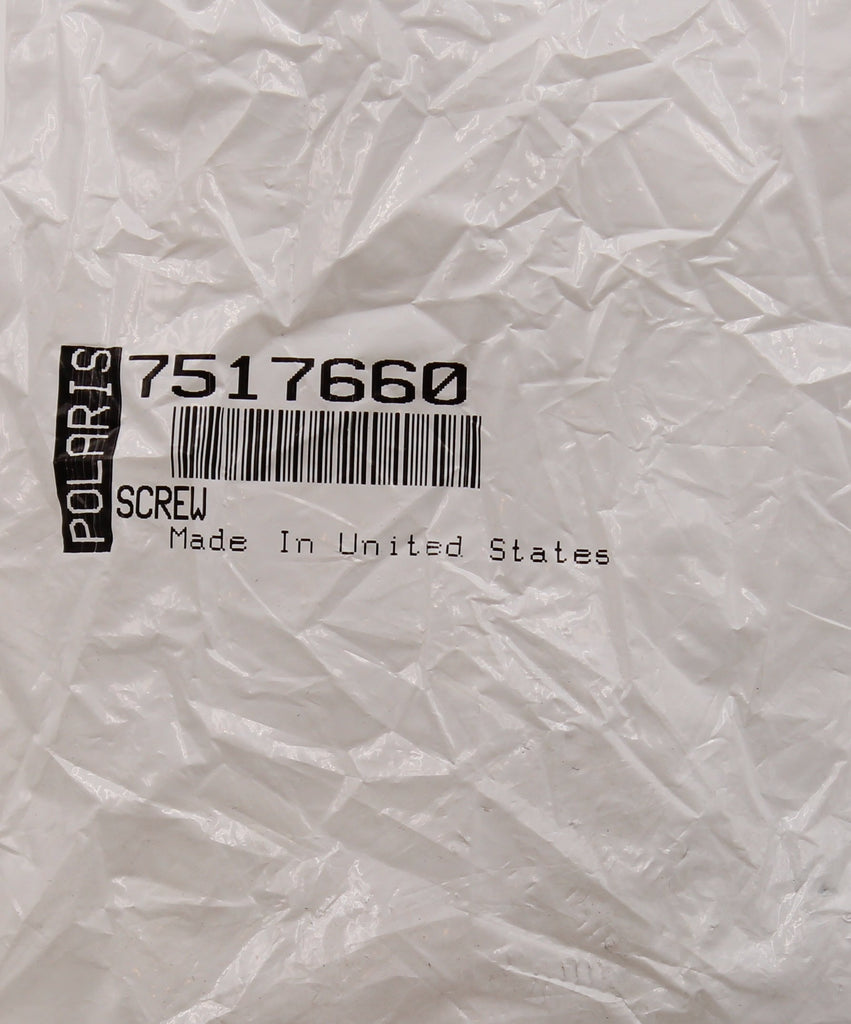 POLARIS
7517660
SCREW
Made In United States